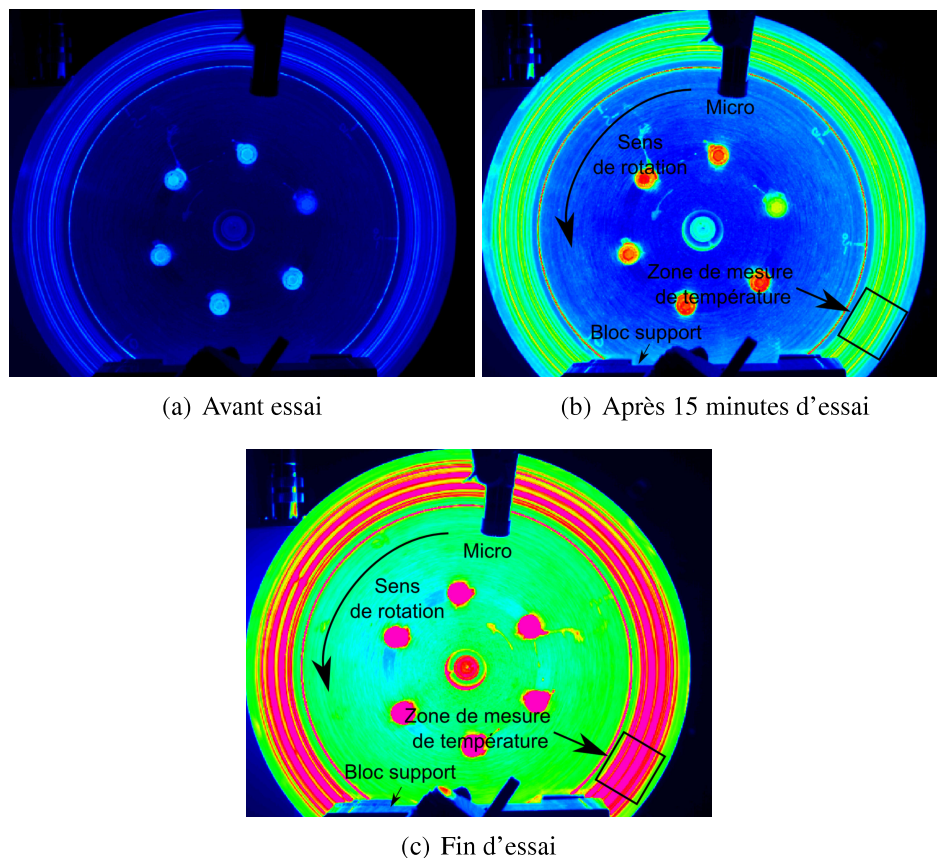 Micro
Sens
de rotation
Zone de mesure
de température
Bloc support
(a) Avant essai
(b) Après 15 minutes d'essai
Micro
Sens
de rotation
Zone de mesure
de température
Bloc support
(c) Fin d'essai